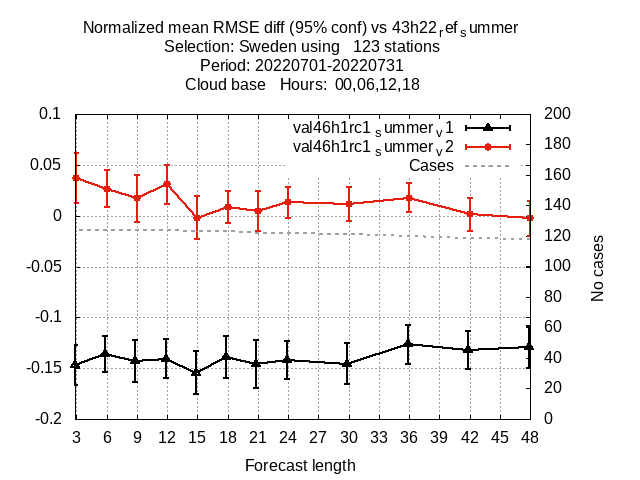 Normalized mean RMSE diff (95% conf) vs 43h22refsummer
Selection: Sweden using 123 stations
Period: 20220701-20220731
Cloud base Hours: 00,06,12,18
0.1 200
val46h1rc1summerv1
180
val46h1rc1summerv2
0.05 Cases 160
140
0
120
-0.05 100
80
-0.1 60
-0.15 40
20
-0.2 0
3 6 9 12 15 18 21 24 27 30 33 36 39 42 45 48
Forecast length
No cases